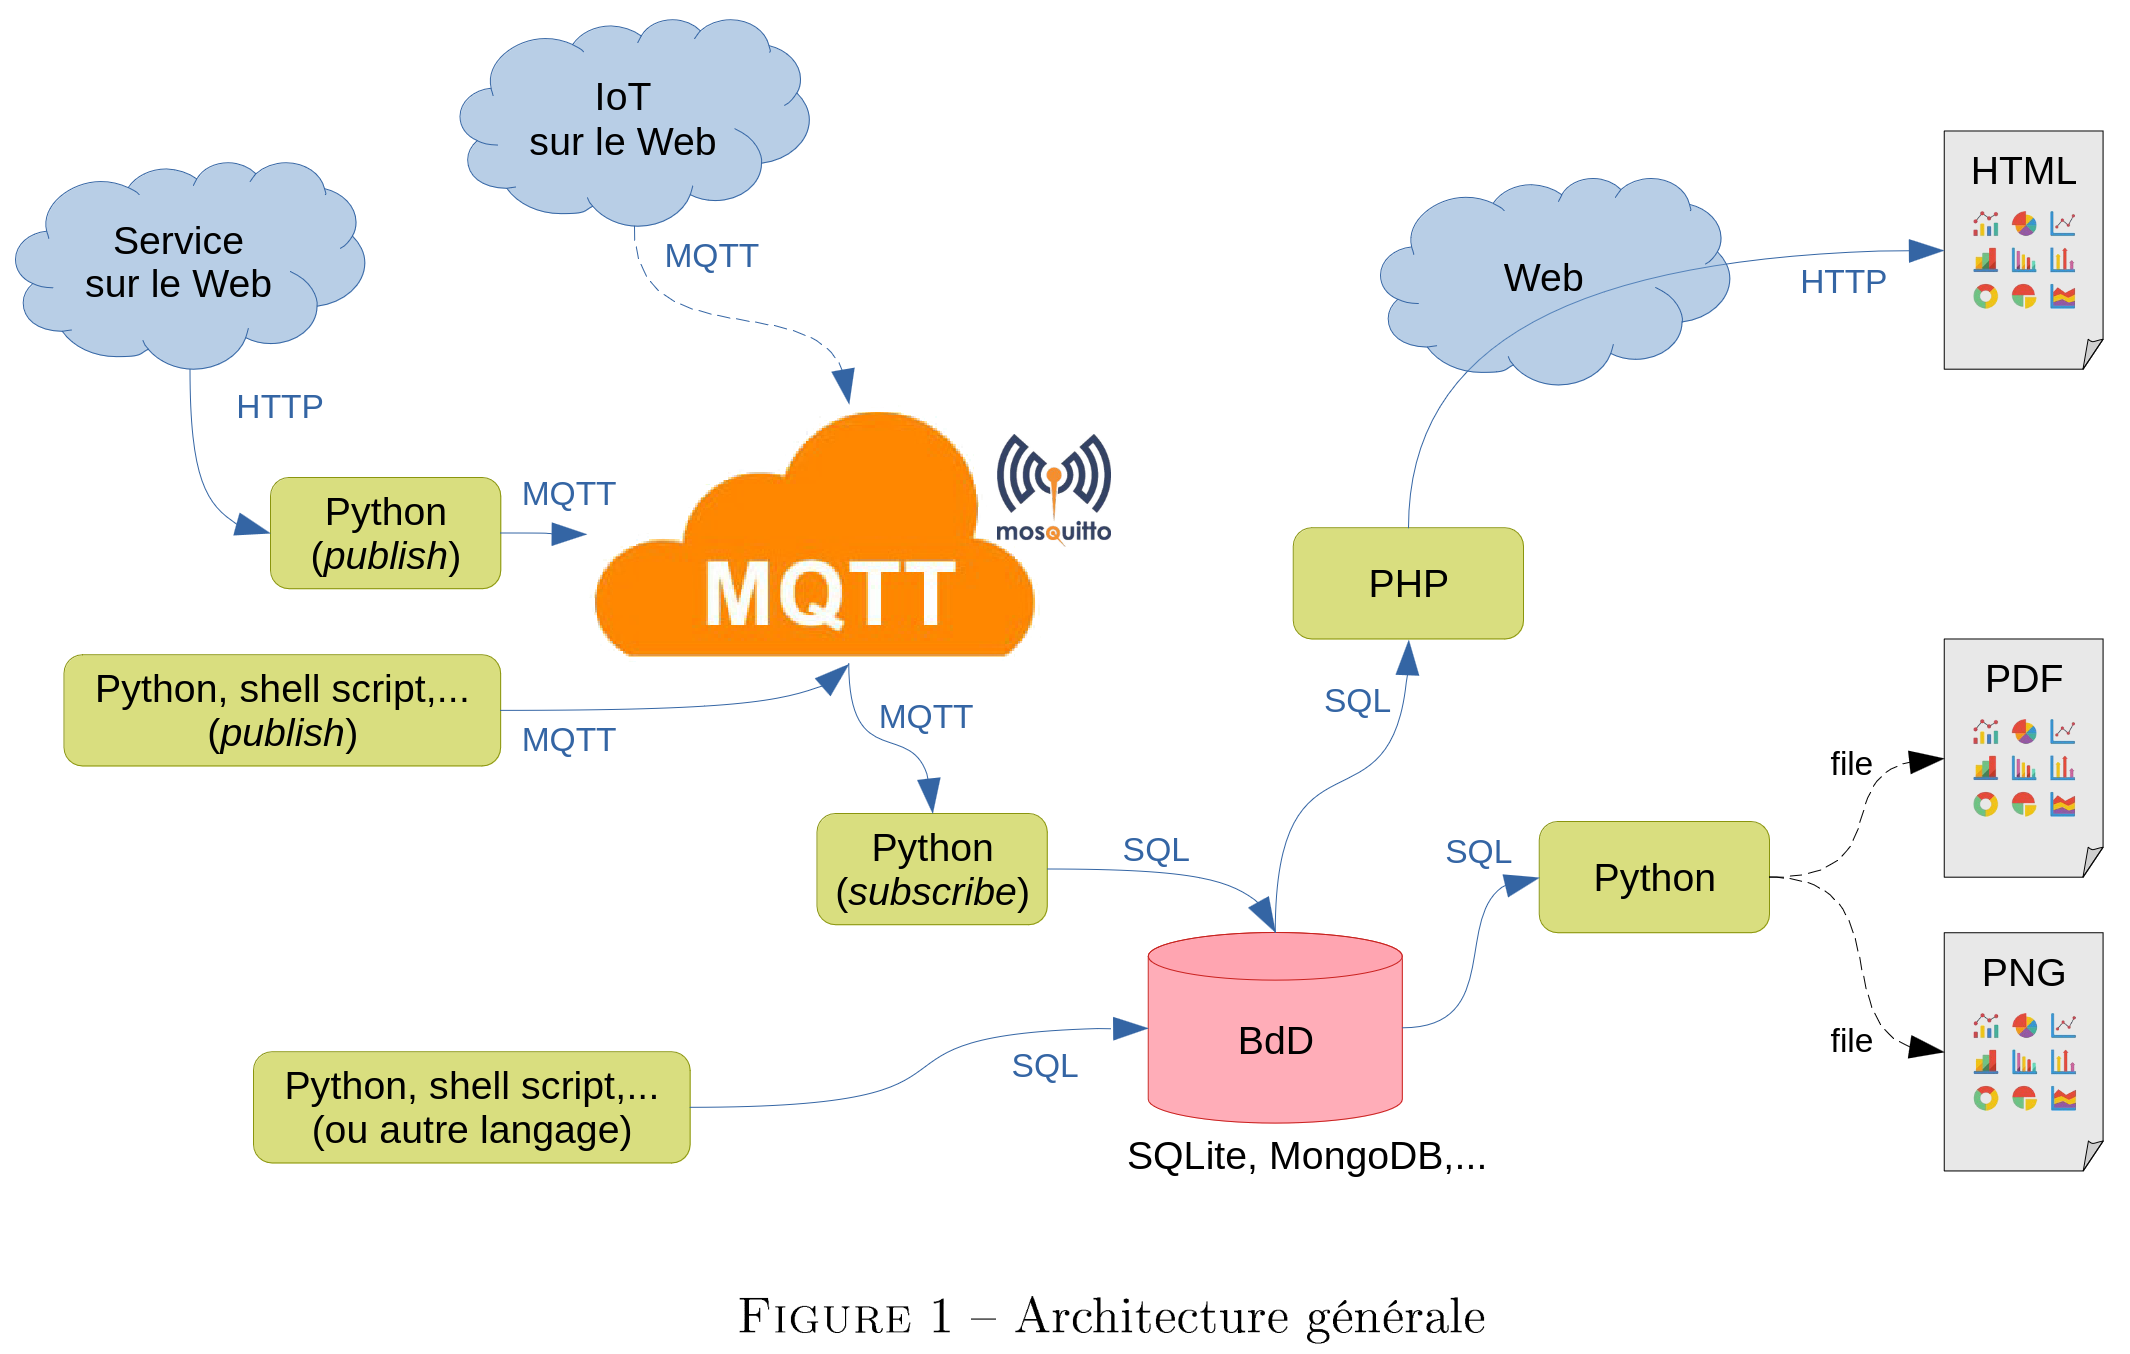 IoT
sur le Web
Service
sur le Web
Web
HTML
MQTT
HTTP
HTTP
Python
(publish)
MQTT
MQTT
mosquitto
PHP
Python, shell script,...
(publish)
MQTT
MQTT
SQL
PDF
file
Python
(subscribe)
SQL
SQL
Python
PNG
file
BdD
SQL
Python, shell script,...
(ou autre langage)
SQLite, MongoDB,...
FIGURE 1 – Architecture générale